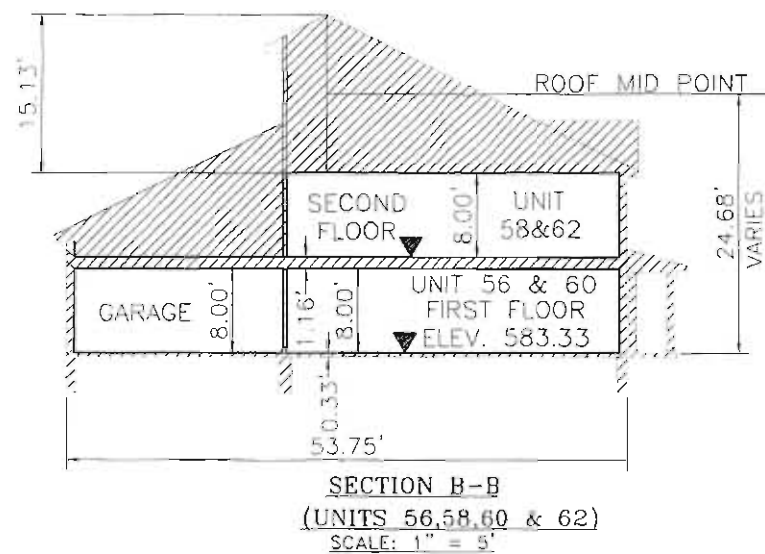 15.13'
ROOF MID POINT
SECOND
FLOOR
8.00'
UNIT
58&62
24.68'
VARIES
GARAGE
8.00'
1.16'
8.00'
UNIT 56 & 60
FIRST FLOOR
ELEV. 583.33
0.33'
53.75'
SECTION B-B
(UNITS 56,58,60 & 62)
SCALE: 1" = 5'